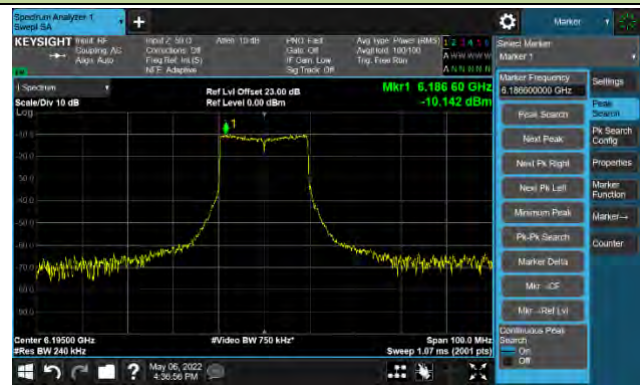 Spectrum Analyzer 1
Swept SA
+
Marker
KEYSIGHT
Input: RF
Coupling: AC
Align: Auto
Input Z: 50 Ω
Corrections: Off
Freq Ref: Int (S)
NFE: Adaptive
Atten: 10 dB
PNO: Fast
Gate: Off
IF Gain: Low
Sig Track: Off
Avg Type: Power (RMS)
Avg|Hold: 100/100
Trig: Free Run
1 2 3 4 5 6
A W W W W W
A N N N N N
Select Marker
Marker 1
1 Spectrum
Scale/Div 10 dB
Log
Ref Lvl Offset 23.00 dB
Ref Level 0.00 dBm
Mkr1 6.186 60 GHz
-10.142 dBm
1
-10.0
-20.0
-30.0
-40.0
-50.0
-60.0
-70.0
-80.0
-90.0
Center 6.19500 GHz
#Res BW 240 kHz
#Video BW 750 kHz*
Span 100.0 MHz
Sweep 1.07 ms (2001 pts)
Marker Frequency
6.186600000 GHz
Peak Search
Next Peak
Next Pk Right
Next Pk Left
Minimum Peak
Pk-Pk Search
Marker Delta
Mkr→CF
Mkr→Ref Lvl
Continuous Peak
Search
On
Off
Settings
Peak
Search
Pk Search
Config
Properties
Marker
Function
Marker→
Counter
?
May 06, 2022
4:36:56 PM